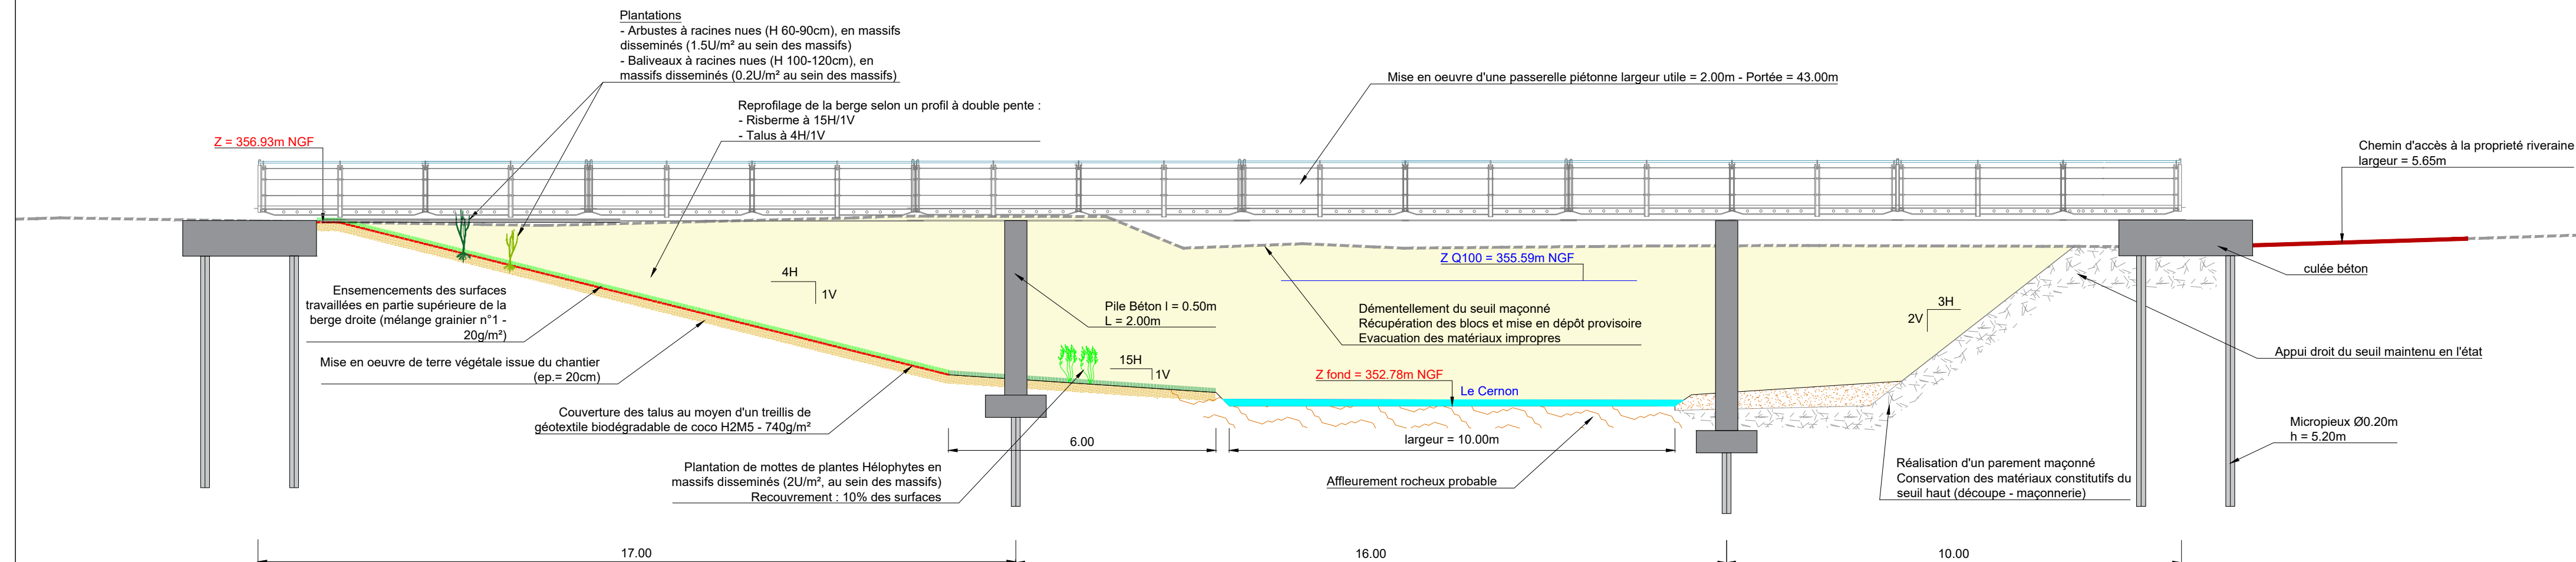 Plantations
- Arbustes à racines nues (H 60-90cm), en massifs
disseminés (1.5U/m² au sein des massifs)
- Baliveaux à racines nues (H 100-120cm), en
massifs disseminés (0.2U/m² au sein des massifs)
Mise en oeuvre d'une passerelle piétonne largeur utile = 2.00m - Portée = 43.00m
Reprofilage de la berge selon un profil à double pente :
- Risberme à 15H/1V
- Talus à 4H/1V
Z = 356.93m NGF
Chemin d'accès à la proprieté riveraine
largeur = 5.65m
Z Q100 = 355.59m NGF
culée béton
4H
1V
Ensemencements des surfaces
travaillées en partie supérieure de la
berge droite (mélange grainier n°1 -
20g/m²)
Pile Béton l = 0.50m
L = 2.00m
Démentellement du seuil maçonné
Récupération des blocs et mise en dépôt provisoire
Evacuation des matériaux impropres
3H
2V
Appui droit du seuil maintenu en l'état
Mise en oeuvre de terre végétale issue du chantier
(ep.= 20cm)
15H
1V
Z fond = 352.78m NGF
Le Cernon
Couverture des talus au moyen d'un treillis de
géotextile biodégradable de coco H2M5 - 740g/m²
Micropieux Ø0.20m
h = 5.20m
6.00
largeur = 10.00m
Plantation de mottes de plantes Hélophytes en
massifs disseminés (2U/m², au sein des massifs)
Recouvrement : 10% des surfaces
Affleurement rocheux probable
Réalisation d'un parement maçonné
Conservation des matériaux constitutifs du
seuil haut (découpe - maçonnerie)
17.00
16.00
10.00